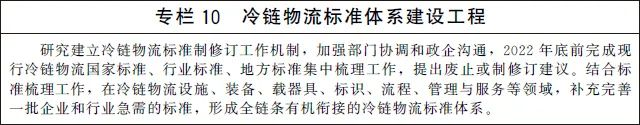 专栏 10 冷链物流标准体系建设工程
研究建立冷链物流标准制修订工作机制，加强部门协调和政企沟通，2022 年底前完成现
行冷链物流国家标准、行业标准、地方标准集中梳理工作，提出废止或制修订建议。结合标
准梳理工作，在冷链物流设施、装备、载器具、标识、流程、管理与服务等领域，补充完善
一批企业和行业急需的标准，形成全链条有机衔接的冷链物流标准体系。